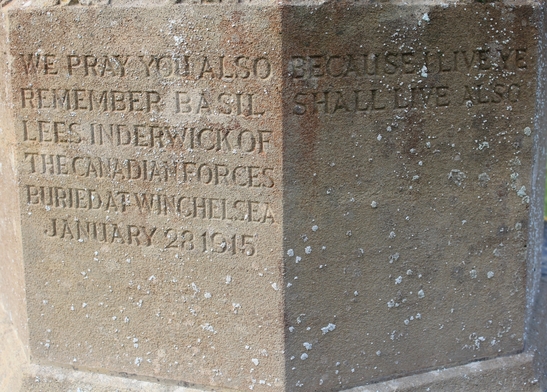 WE PRAY YOU ALSO
REMEMBER BASIL
LEES INDERWICK OF
THE CANADIAN FORCES
BURIED AT WINCHELSEA
JANUARY 28 1915
BECAUSE I LIVE YE
SHALL LIVE ALSO